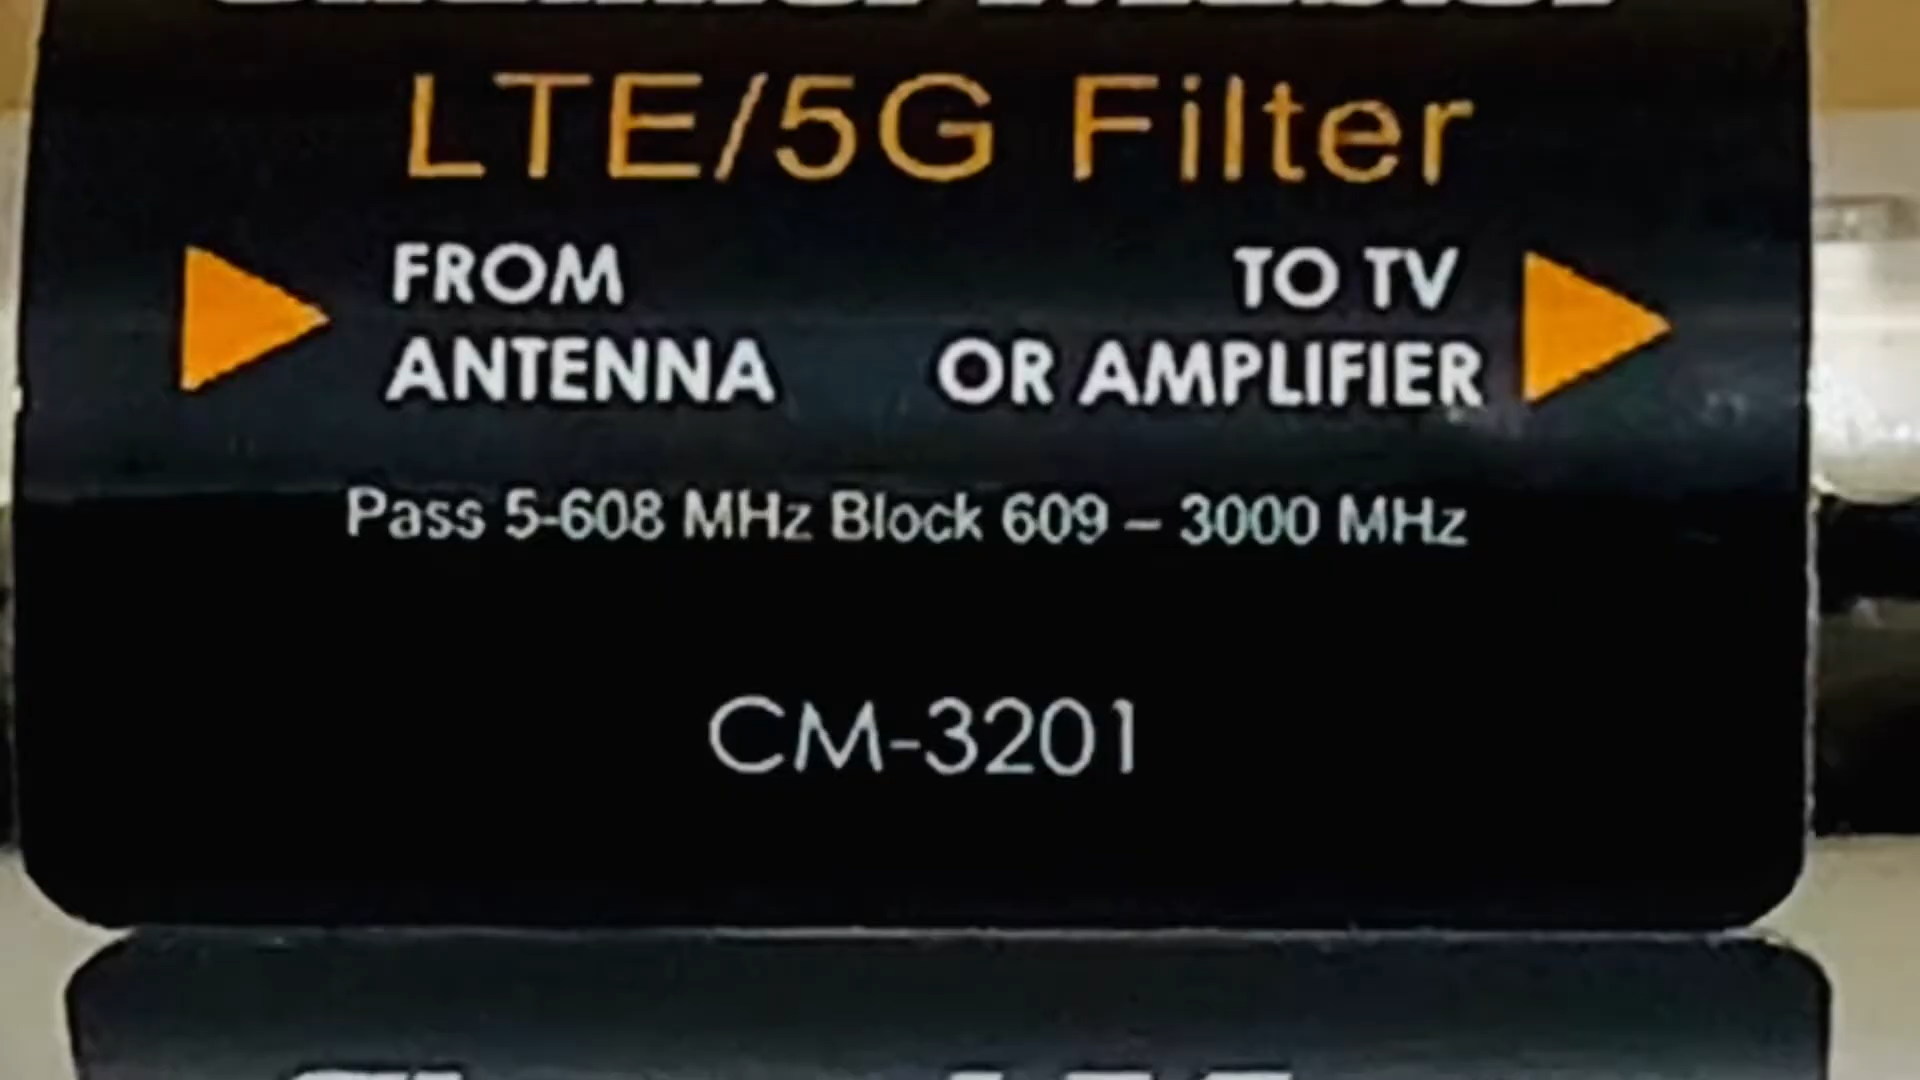 LTE/5G Filter
FROM
ANTENNA
TO TV
OR AMPLIFIER
Pass 5-608 MHz Block 609 – 3000 MHz
CM-3201